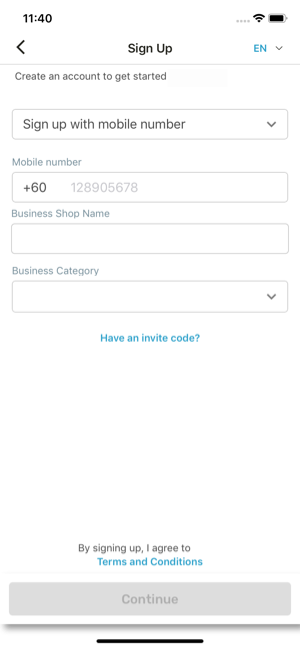 11:40
Sign Up
EN
Create an account to get started
Sign up with mobile number
Mobile number
+60 128905678
Business Shop Name
Business Category
Have an invite code?
By signing up, I agree to
Terms and Conditions
Continue